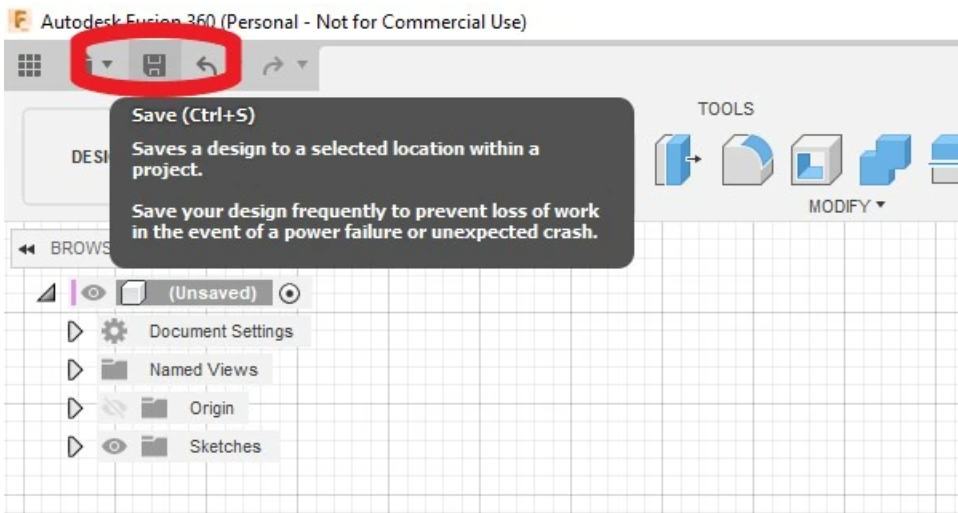 Autodesk Fusion 360 (Personal - Not for Commercial Use)
Save (Ctrl+S)
Saves a design to a selected location within a
project.
Save your design frequently to prevent loss of work
in the event of a power failure or unexpected crash.
TOOLS
DESI
MODIFY
BROWS
(Unsaved)
Document Settings
Named Views
Origin
Sketches